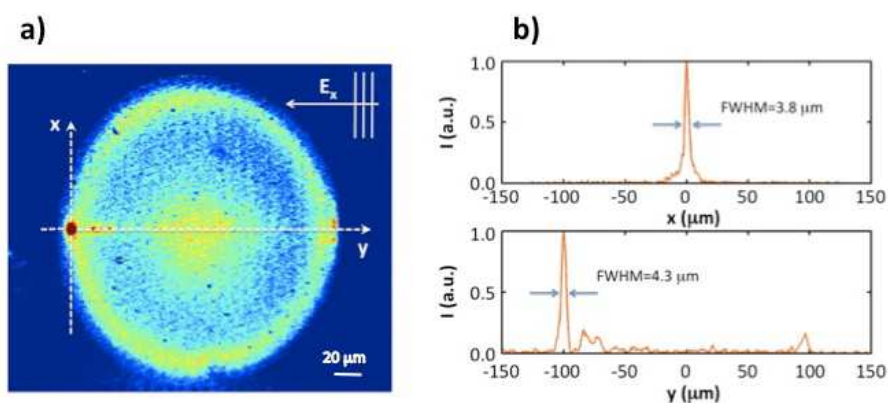 a)
E_x
x
y
20 μm
b)
I (a.u.)
1.0
0.5
0.0
FWHM=3.8 μm
-150 -100 -50 0 50 100 150
x (μm)
I (a.u.)
1.0
0.5
0.0
FWHM=4.3 μm
-150 -100 -50 0 50 100 150
y (μm)